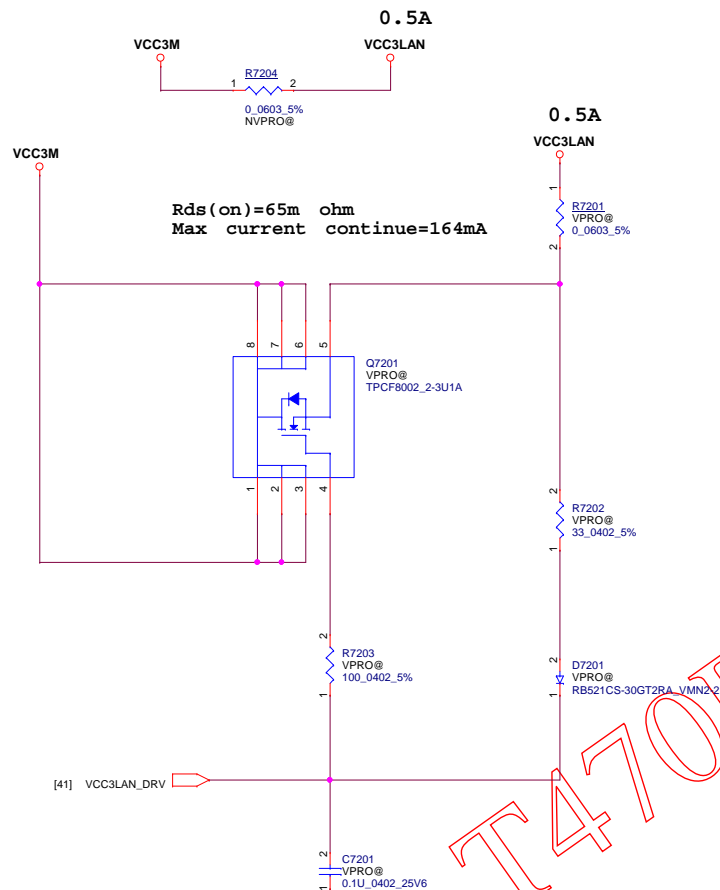 0.5A
VCC3M
VCC3LAN
R7204
1
2
0_0603_5%
NVPRO@
0.5A
VCC3LAN
VCC3M
1
R7201
VPRO@
0_0603_5%
2
Rds(on)=65m ohm
Max current continue=164mA
8
7
6
5
Q7201
VPRO@
TPCF8002_2-3U1A
1
2
3
4
2
R7202
VPRO@
33_0402_5%
1
2
R7203
VPRO@
100_0402_5%
1
2
D7201
VPRO@
RB521CS-30GT2RA_VMN2-2
1
[41] VCC3LAN_DRV
T470
2
C7201
VPRO@
0.1U_0402_25V6
1